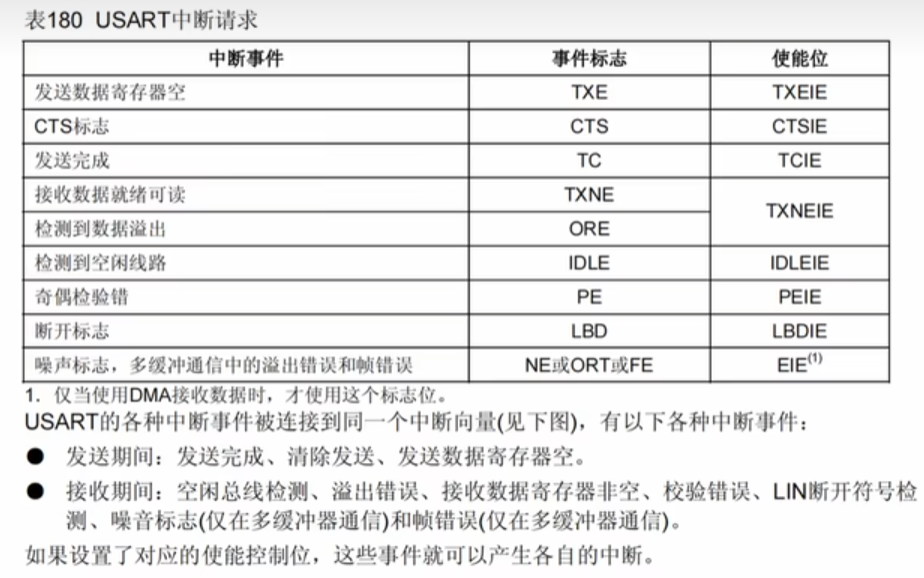 表180 USART中断请求
中断事件 事件标志 使能位
发送数据寄存器空 TXE TXEIE
CTS标志 CTS CTSIE
发送完成 TC TCIE
接收数据就绪可读 TXNE TXNEIE
检测到数据溢出 ORE
检测到空闲线路 IDLE IDLEIE
奇偶检验错 PE PEIE
断开标志 LBD LBDIE
噪声标志，多缓冲通信中的溢出错误和帧错误 NE或ORT或FE EIE(1)
1. 仅当使用DMA接收数据时，才使用这个标志位。
USART的各种中断事件被连接到同一个中断向量(见下图)，有以下各种中断事件：
● 发送期间：发送完成、清除发送、发送数据寄存器空。
● 接收期间：空闲总线检测、溢出错误、接收数据寄存器非空、校验错误、LIN断开符号检
测、噪音标志(仅在多缓冲器通信)和帧错误(仅在多缓冲器通信)。
如果设置了对应的使能控制位，这些事件就可以产生各自的中断。